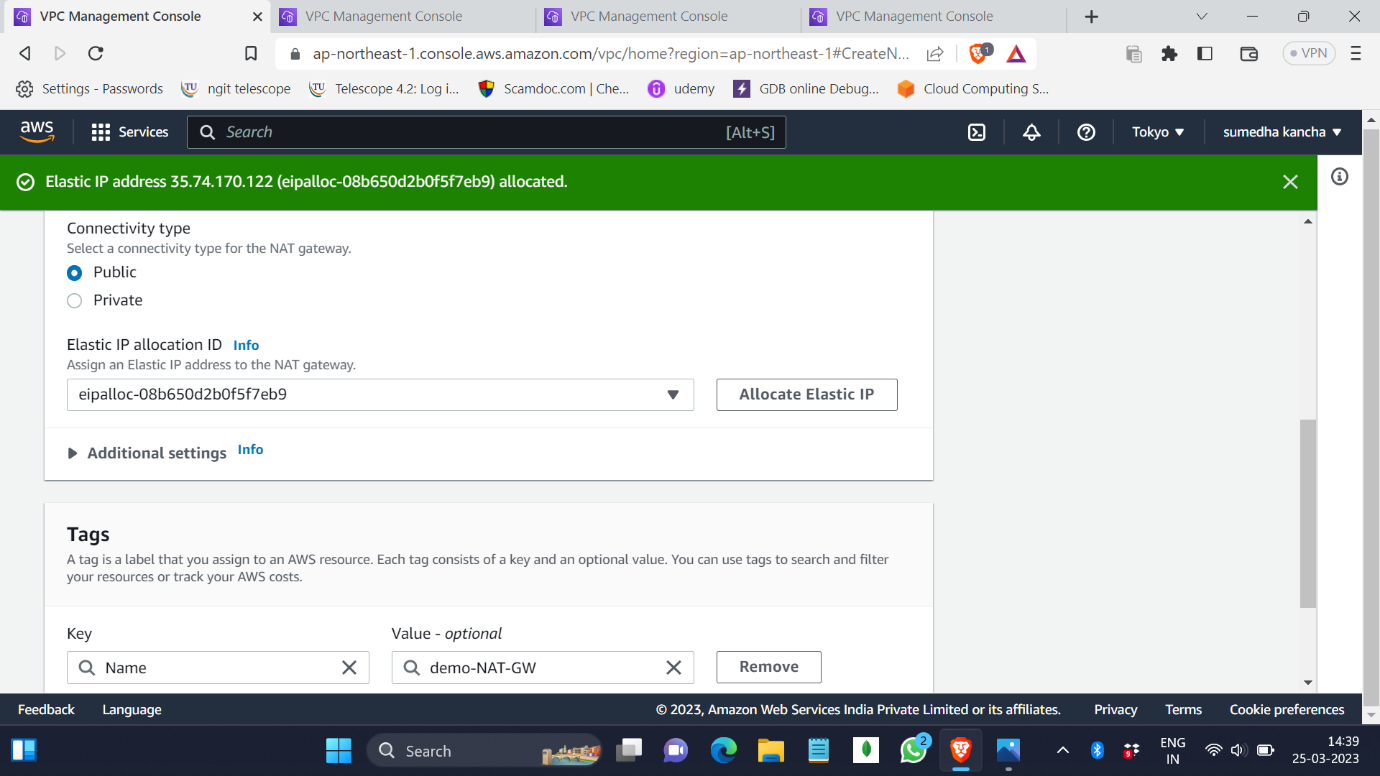 VPC Management Console
VPC Management Console
VPC Management Console
VPC Management Console
ap-northeast-1.console.aws.amazon.com/vpc/home?region=ap-northeast-1#CreateN...
1
VPN
Settings - Passwords
TU
ngit telescope
TU
Telescope 4.2: Log i...
Scamdoc.com | Che...
udemy
GDB online Debug...
Cloud Computing S...
aws
Services
Search
[Alt+S]
Tokyo
sumedha kancha
Elastic IP address 35.74.170.122 (eipalloc-08b650d2b0f5f7eb9) allocated.
Connectivity type
Select a connectivity type for the NAT gateway.
Public
Private
Elastic IP allocation ID Info
Assign an Elastic IP address to the NAT gateway.
eipalloc-08b650d2b0f5f7eb9
Allocate Elastic IP
Additional settings Info
Tags
A tag is a label that you assign to an AWS resource. Each tag consists of a key and an optional value. You can use tags to search and filter
your resources or track your AWS costs.
Key
Value - optional
Name
demo-NAT-GW
Remove
Feedback
Language
© 2023, Amazon Web Services India Private Limited or its affiliates.
Privacy
Terms
Cookie preferences
Search
2
9
ENG
IN
14:39
25-03-2023